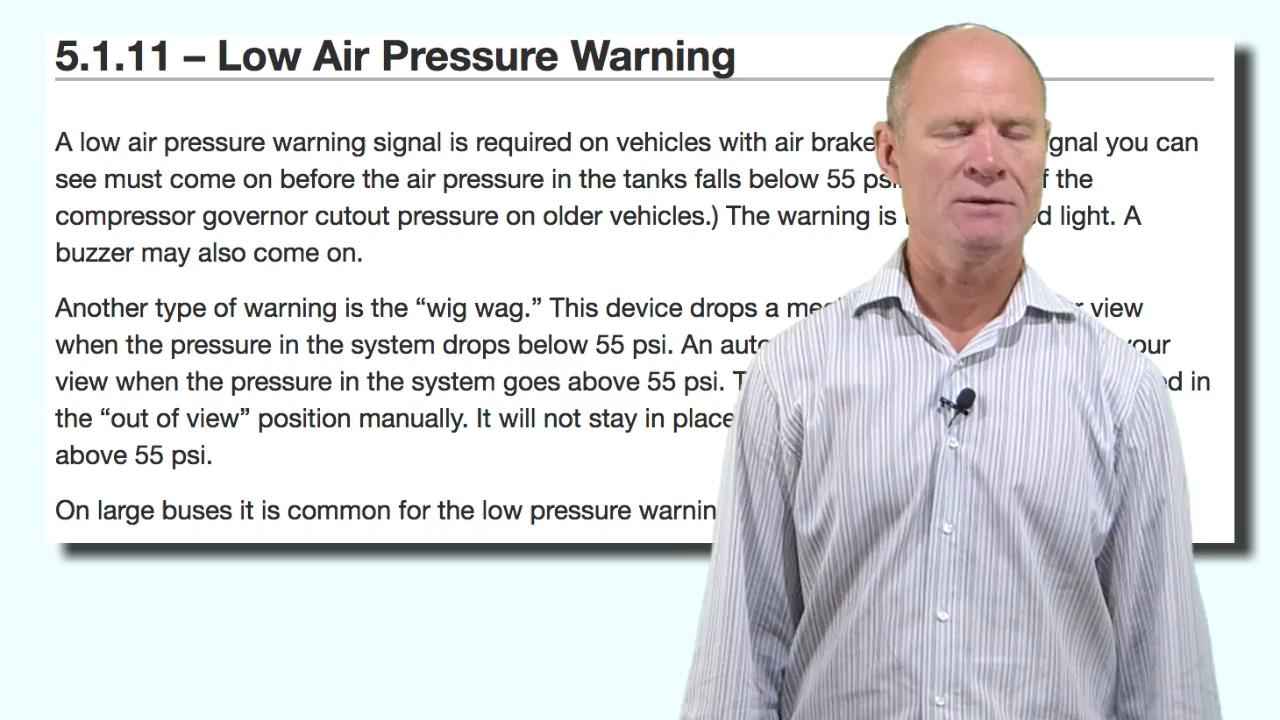 5.1.11 – Low Air Pressure Warning
A low air pressure warning signal is required on vehicles with air brake gnal you can
see must come on before the air pressure in the tanks falls below 55 psi. f the
compressor governor cutout pressure on older vehicles.) The warning is d light. A
buzzer may also come on.
Another type of warning is the “wig wag.” This device drops a me r view
when the pressure in the system drops below 55 psi. An auto your
view when the pressure in the system goes above 55 psi. T ed in
the “out of view” position manually. It will not stay in place
above 55 psi.
On large buses it is common for the low pressure warnin